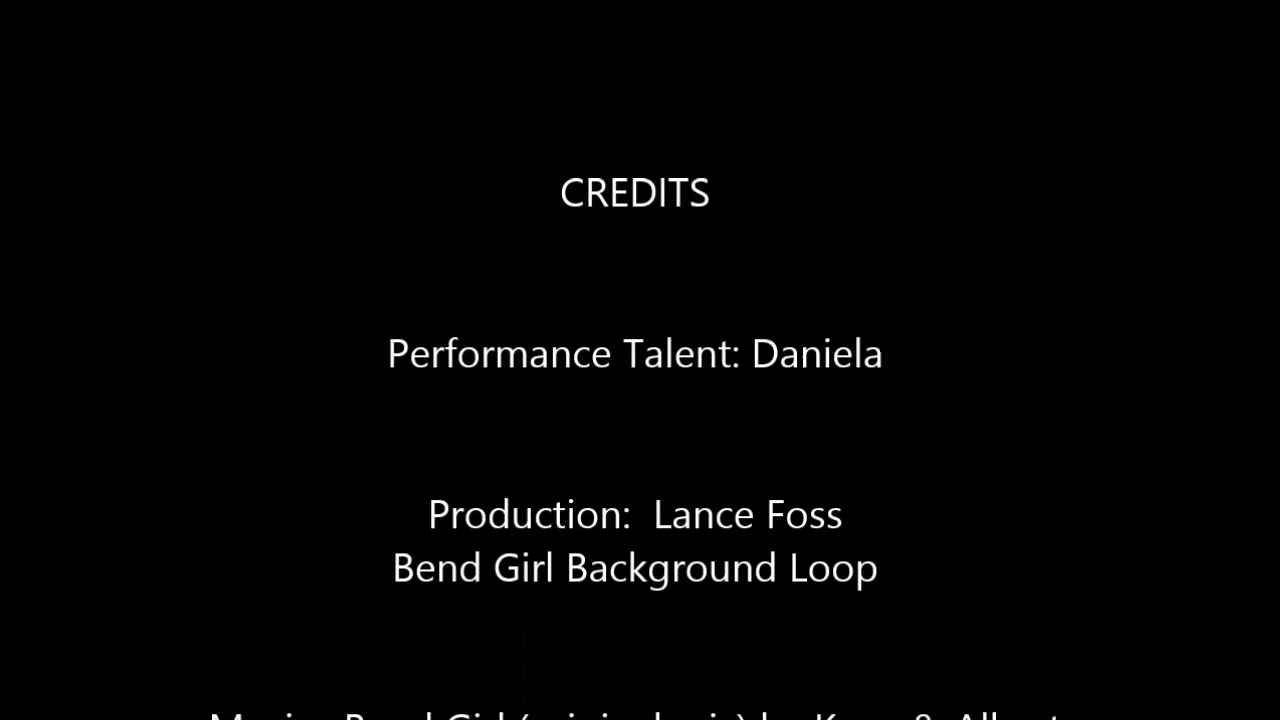 CREDITS
Performance Talent: Daniela
Production:  Lance Foss
Bend Girl Background Loop